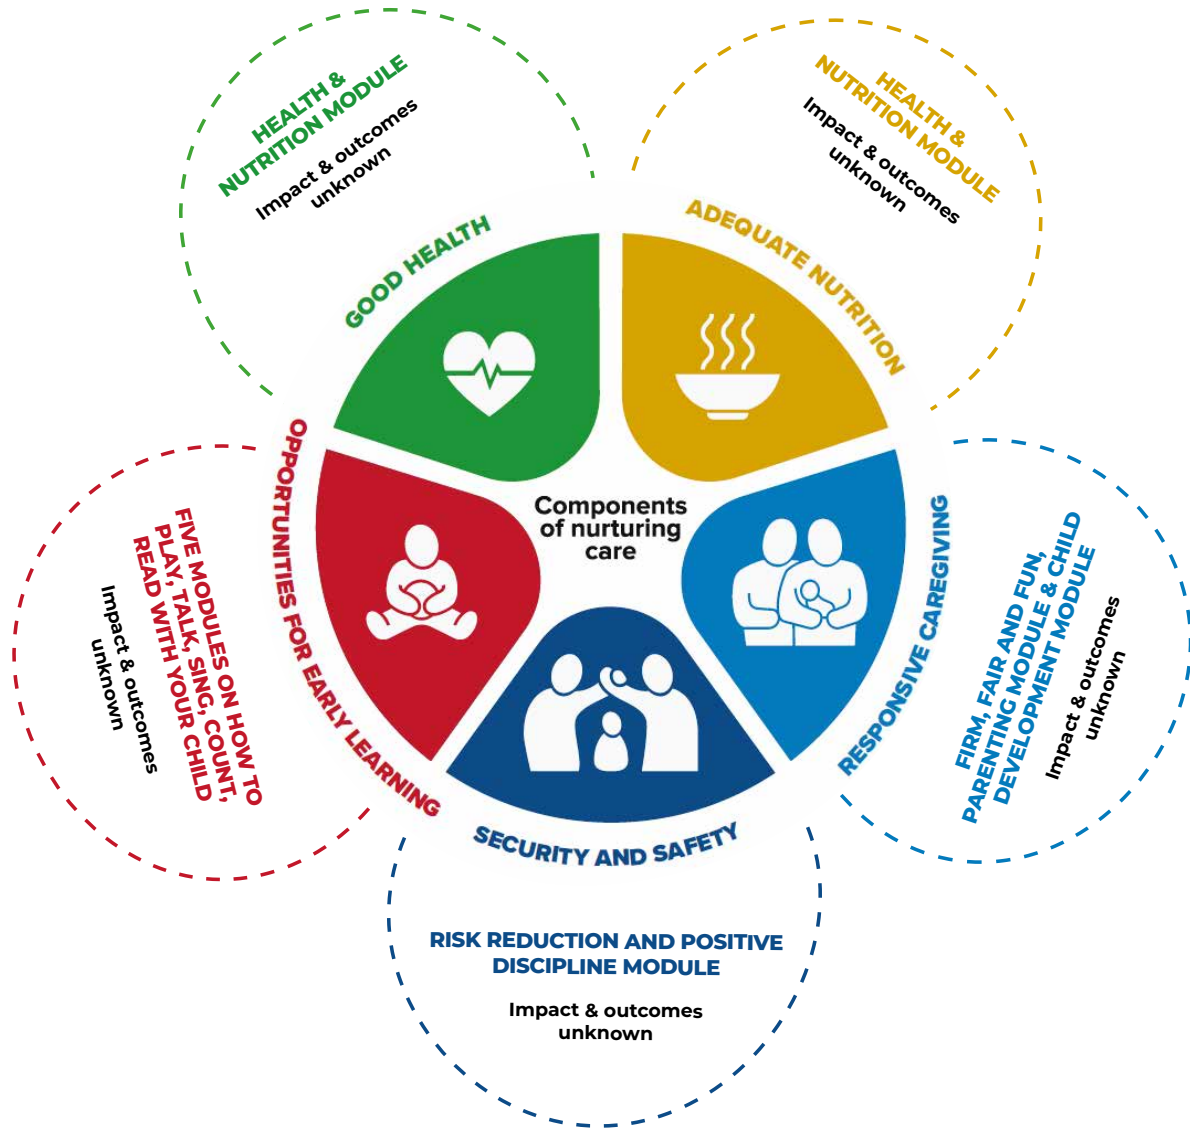 HEALTH &
NUTRITION MODULE
Impact & outcomes
unknown
HEALTH &
NUTRITION MODULE
Impact & outcomes
unknown
GOOD HEALTH
ADEQUATE NUTRITION
Components
of nurturing
care
OPPORTUNITIES FOR EARLY LEARNING
RESPONSIVE CAREGIVING
SECURITY AND SAFETY
FIVE MODULES ON HOW TO
PLAY, TALK, SING, COUNT,
READ WITH YOUR CHILD
Impact & outcomes
unknown
FIRM, FAIR AND FUN,
PARENTING MODULE & CHILD
DEVELOPMENT MODULE
Impact & outcomes
unknown
RISK REDUCTION AND POSITIVE
DISCIPLINE MODULE
Impact & outcomes
unknown